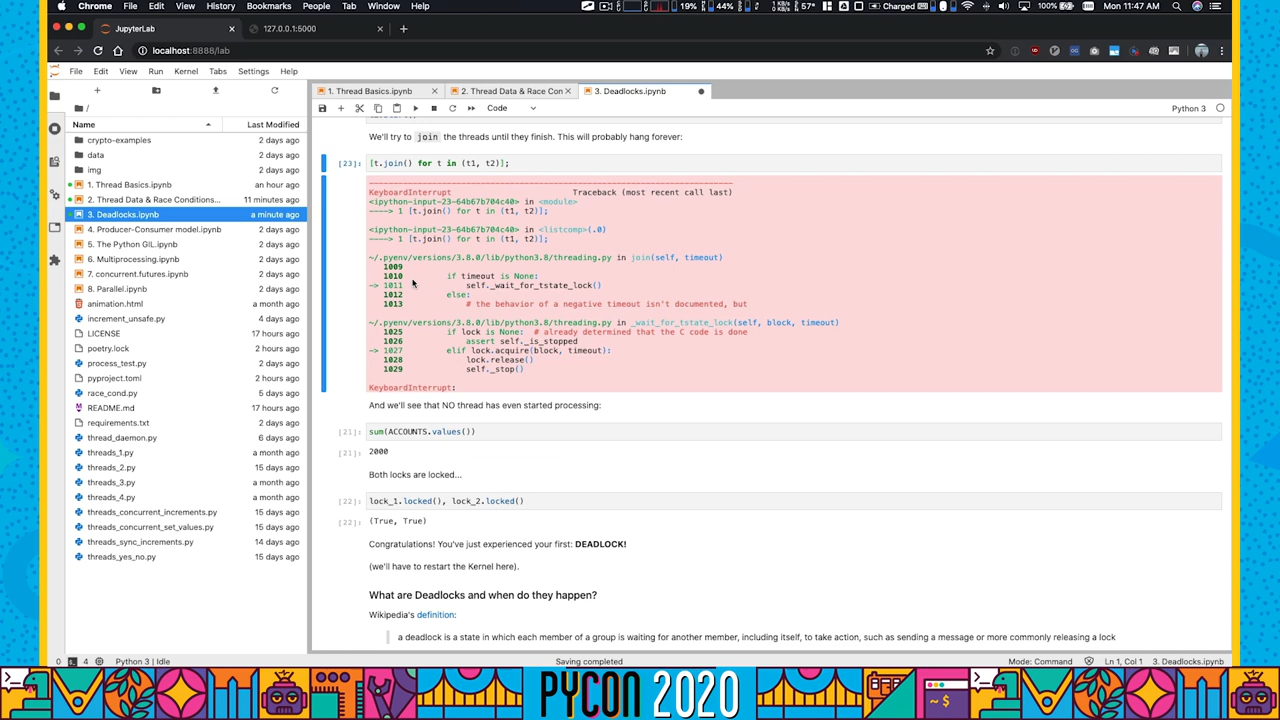 Chrome File Edit View History Bookmarks People Tab Window Help
19% 44% 57° Charged 100% Mon 11:47 AM
JupyterLab
127.0.0.1:5000
localhost:8888/lab
File Edit View Run Kernel Tabs Settings Help
1. Thread Basics.ipynb
2. Thread Data & Race Con
3. Deadlocks.ipynb
Code
Python 3
/
Name Last Modified
crypto-examples 2 days ago
data 2 days ago
img 2 days ago
1. Thread Basics.ipynb an hour ago
2. Thread Data & Race Conditions... 11 minutes ago
3. Deadlocks.ipynb a minute ago
4. Producer-Consumer model.ipynb 2 days ago
5. The Python GIL.ipynb 2 days ago
6. Multiprocessing.ipynb 2 days ago
7. concurrent.futures.ipynb 2 days ago
8. Parallel.ipynb 2 days ago
animation.html a month ago
increment_unsafe.py 4 days ago
LICENSE 17 hours ago
poetry.lock 2 days ago
process_test.py 2 days ago
pyproject.toml 2 hours ago
race_cond.py 5 days ago
README.md 17 hours ago
requirements.txt 2 days ago
thread_daemon.py 6 days ago
threads_1.py a month ago
threads_2.py 15 days ago
threads_3.py a month ago
threads_4.py a month ago
threads_concurrent_increments.py 15 days ago
threads_concurrent_set_values.py 15 days ago
threads_sync_increments.py 14 days ago
threads_yes_no.py 15 days ago
We'll try to join the threads until they finish. This will probably hang forever:
[23]: [t.join() for t in (t1, t2)];
KeyboardInterrupt Traceback (most recent call last)
<ipython-input-23-64b67b704c40> in <module>
----> 1 [t.join() for t in (t1, t2)];
<ipython-input-23-64b67b704c40> in <listcomp>(.0)
----> 1 [t.join() for t in (t1, t2)];
~/.pyenv/versions/3.8.0/lib/python3.8/threading.py in join(self, timeout)
1009
1010 if timeout is None:
-> 1011 self._wait_for_tstate_lock()
1012 else:
1013 # the behavior of a negative timeout isn't documented, but
~/.pyenv/versions/3.8.0/lib/python3.8/threading.py in _wait_for_tstate_lock(self, block, timeout)
1025 if lock is None: # already determined that the C code is done
1026 assert self._is_stopped
-> 1027 elif lock.acquire(block, timeout):
1028 lock.release()
1029 self._stop()
KeyboardInterrupt:
And we'll see that NO thread has even started processing:
[21]: sum(ACCOUNTS.values())
[21]: 2000
Both locks are locked...
[22]: lock_1.locked(), lock_2.locked()
[22]: (True, True)
Congratulations! You've just experienced your first: DEADLOCK!
(we'll have to restart the Kernel here).
What are Deadlocks and when do they happen?
Wikipedia's definition:
a deadlock is a state in which each member of a group is waiting for another member, including itself, to take action, such as sending a message or more commonly releasing a lock
0 4 Python 3 | Idle Saving completed Mode: Command Ln 1, Col 1 3. Deadlocks.ipynb
PYCON 2020
~$